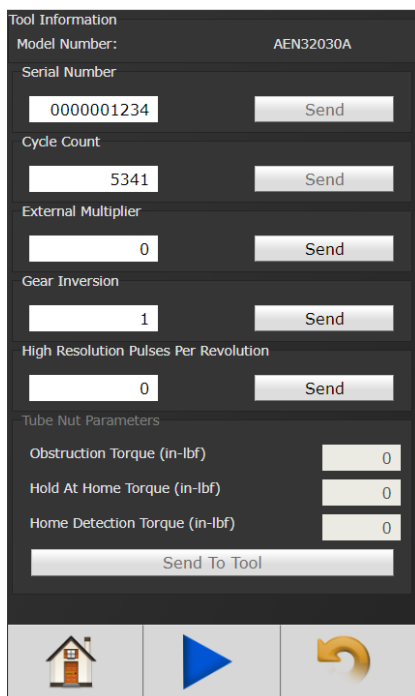 Tool Information
Model Number: AEN32030A
Serial Number
0000001234 Send
Cycle Count
5341 Send
External Multiplier
0 Send
Gear Inversion
1 Send
High Resolution Pulses Per Revolution
0 Send
Tube Nut Parameters
Obstruction Torque (in-lbf) 0
Hold At Home Torque (in-lbf) 0
Home Detection Torque (in-lbf) 0
Send To Tool